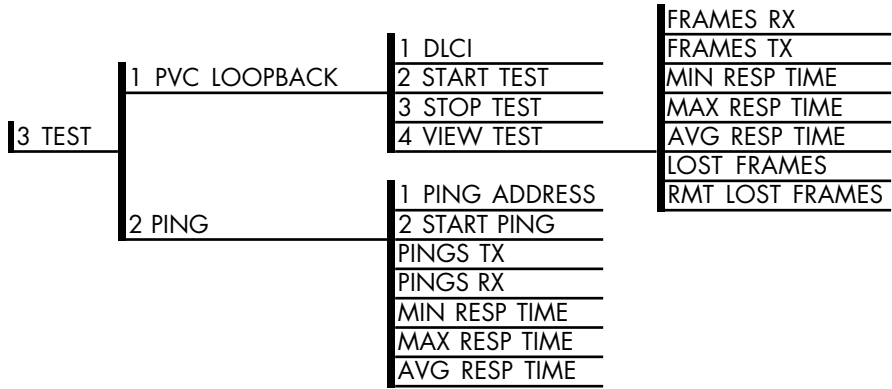 3 TEST
1 PVC LOOPBACK
1 DLCI
2 START TEST
3 STOP TEST
4 VIEW TEST
FRAMES RX
FRAMES TX
MIN RESP TIME
MAX RESP TIME
AVG RESP TIME
LOST FRAMES
RMT LOST FRAMES
2 PING
1 PING ADDRESS
2 START PING
PINGS TX
PINGS RX
MIN RESP TIME
MAX RESP TIME
AVG RESP TIME